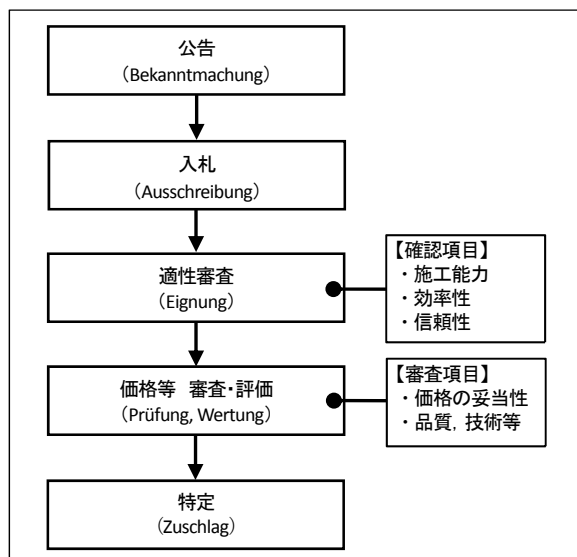 公告
(Bekanntmachung)
入札
(Ausschreibung)
適性審査
(Eignung)
【確認項目】
・施工能力
・効率性
・信頼性
価格等 審査・評価
(Prüfung, Wertung)
【審査項目】
・価格の妥当性
・品質，技術等
特定
(Zuschlag)